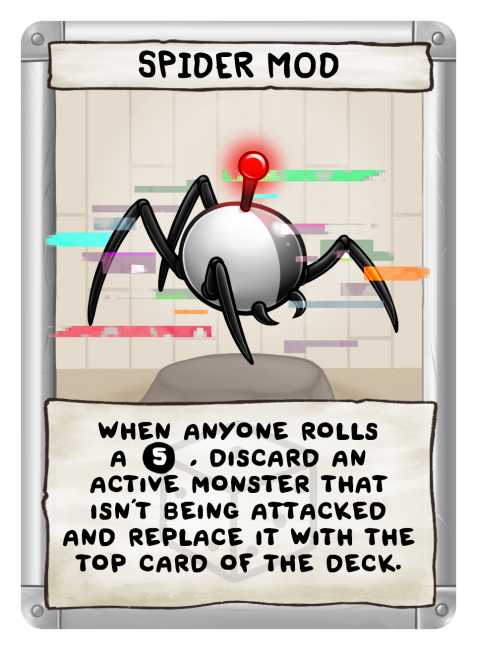 SPIDER MOD
WHEN ANYONE ROLLS
A 5 , DISCARD AN
ACTIVE MONSTER THAT
ISN'T BEING ATTACKED
AND REPLACE IT WITH THE
TOP CARD OF THE DECK.